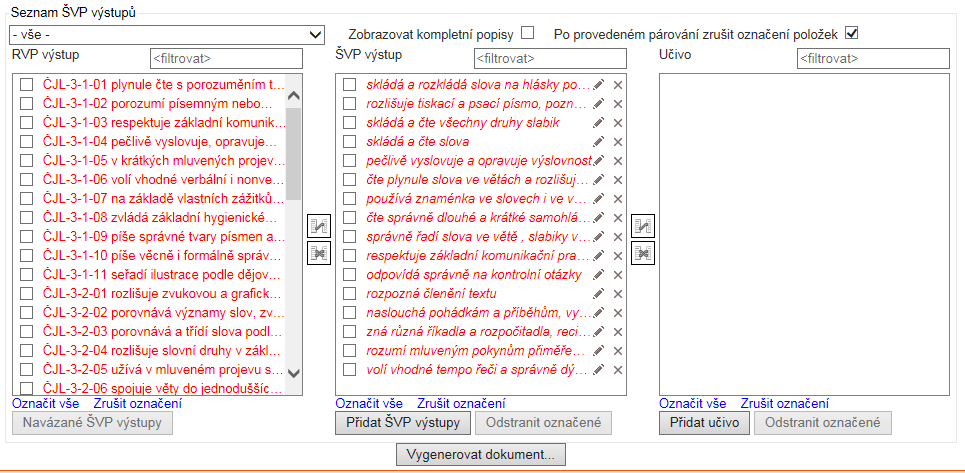 Seznam ŠVP výstupů
- vše -
Zobrazovat kompletní popisy
Po provedeném párování zrušit označení položek
RVP výstup
<filtrovat>
ŠVP výstup
<filtrovat>
Učivo
<filtrovat>
ČJL-3-1-01 plynule čte s porozuměním t...
ČJL-3-1-02 porozumí písemným nebo...
ČJL-3-1-03 respektuje základní komunik...
ČJL-3-1-04 pečlivě vyslovuje, opravuje...
ČJL-3-1-05 v krátkých mluvených projev...
ČJL-3-1-06 volí vhodné verbální i nonve...
ČJL-3-1-07 na základě vlastních zážitků...
ČJL-3-1-08 zvládá základní hygienické...
ČJL-3-1-09 píše správné tvary písmen a...
ČJL-3-1-10 píše věcně i formálně správ...
ČJL-3-1-11 seřadí ilustrace podle dějov...
ČJL-3-2-01 rozlišuje zvukovou a grafick...
ČJL-3-2-02 porovnává významy slov, zv...
ČJL-3-2-03 porovnává a třídí slova podl...
ČJL-3-2-04 rozlišuje slovní druhy v zákl...
ČJL-3-2-05 užívá v mluveném projevu s...
ČJL-3-2-06 spojuje věty do jednodušších...
skládá a rozkládá slova na hlásky po...
rozlišuje tiskací a psací písmo, pozn...
skládá a čte všechny druhy slabik
skládá a čte slova
pečlivě vyslovuje a opravuje výslovnost
čte plynule slova ve větách a rozlišuj...
používá znaménka ve slovech i ve v...
čte správně dlouhé a krátké samohlá...
správně řadí slova ve větě , slabiky v...
respektuje základní komunikační pra...
odpovídá správně na kontrolní otázky
rozpozná členění textu
naslouchá pohádkám a příběhům, vy...
zná různá říkadla a rozpočitadla, reci...
rozumí mluveným pokynům přiměře...
volí vhodné tempo řeči a správně dý...
Označit vše Zrušit označení
Označit vše Zrušit označení
Označit vše Zrušit označení
Navázané ŠVP výstupy
Přidat ŠVP výstupy
Odstranit označené
Přidat učivo
Odstranit označené
Vygenerovat dokument...